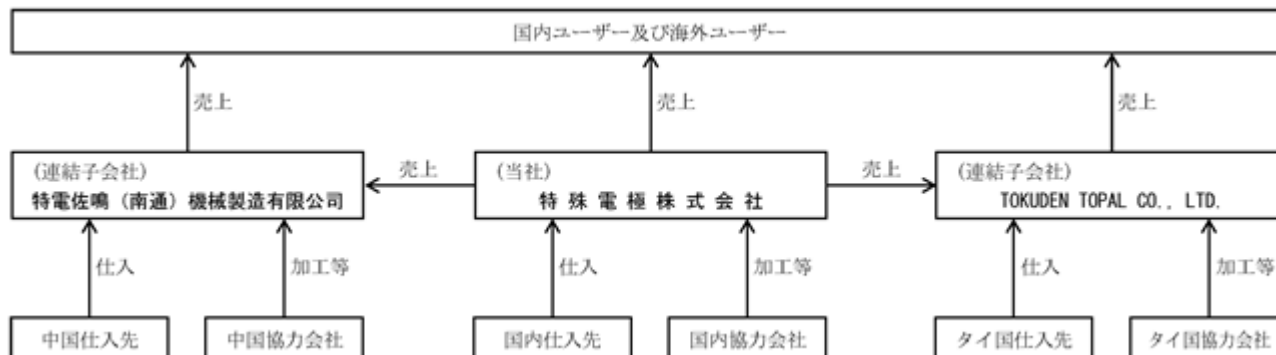 国内ユーザー及び海外ユーザー
売上
売上
売上
(連結子会社)
特電佐鳴（南通）機械製造有限公司
売上
(当社)
特殊電極株式会社
売上
(連結子会社)
TOKUDEN TOPAL CO., LTD.
仕入
加工等
仕入
加工等
仕入
加工等
中国仕入先
中国協力会社
国内仕入先
国内協力会社
タイ国仕入先
タイ国協力会社